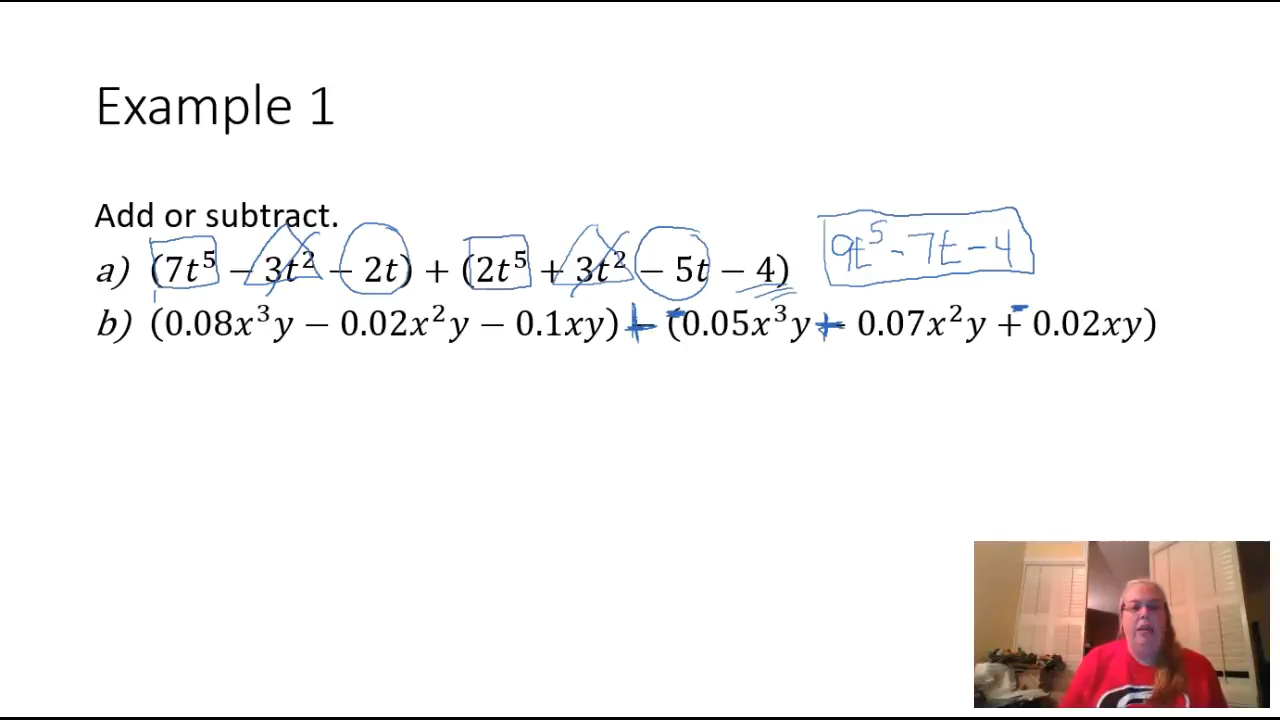 Example 1
Add or subtract.
a) (7t⁵ − 3t² − 2t) + (2t⁵ + 3t² − 5t − 4) 9t⁵ - 7t - 4
b) (0.08x³y − 0.02x²y − 0.1xy) − (0.05x³y − 0.07x²y + 0.02xy)